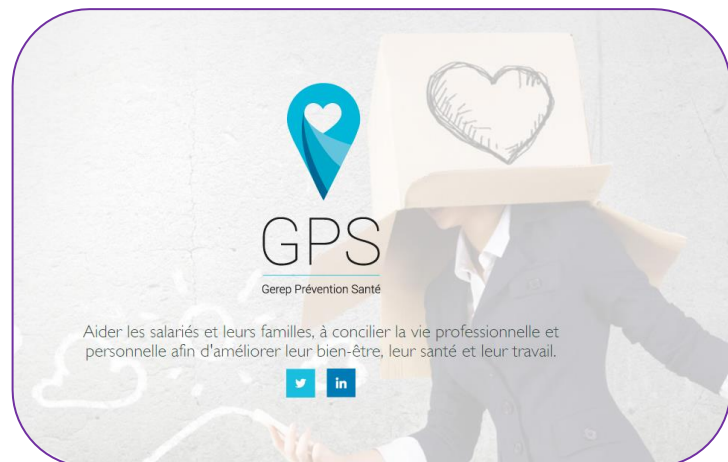 GPS
Gerep Prévention Santé
Aider les salariés et leurs familles, à concilier la vie professionnelle et
personnelle afin d'améliorer leur bien-être, leur santé et leur travail.
in